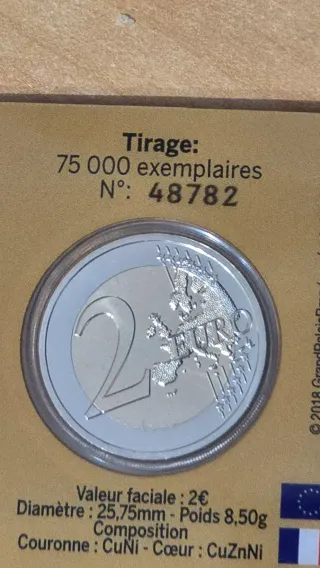 Tirage:
75 000 exemplaires
N°: 48782
2 EURO
Valeur faciale : 2€
Diamètre : 25,75mm - Poids 8,50g
Composition
Couronne : CuNi - Cœur : CuZnNi
© 2018 GrandPalais